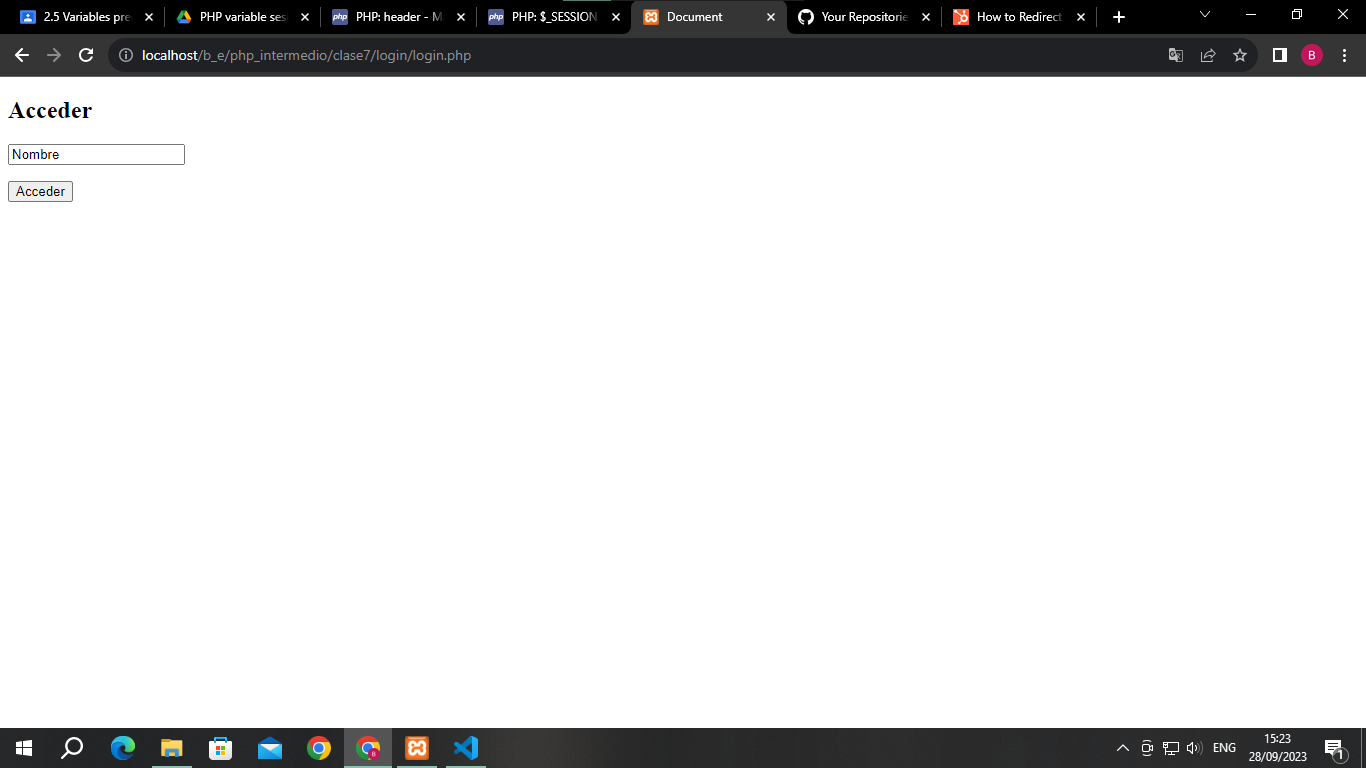 2.5 Variables pre
PHP variable ses
PHP: header - M
PHP: $_SESSION
Document
Your Repositorie
How to Redirect
localhost/b_e/php_intermedio/clase7/login/login.php
B
Acceder
Nombre
Acceder
ENG
15:23
28/09/2023
1